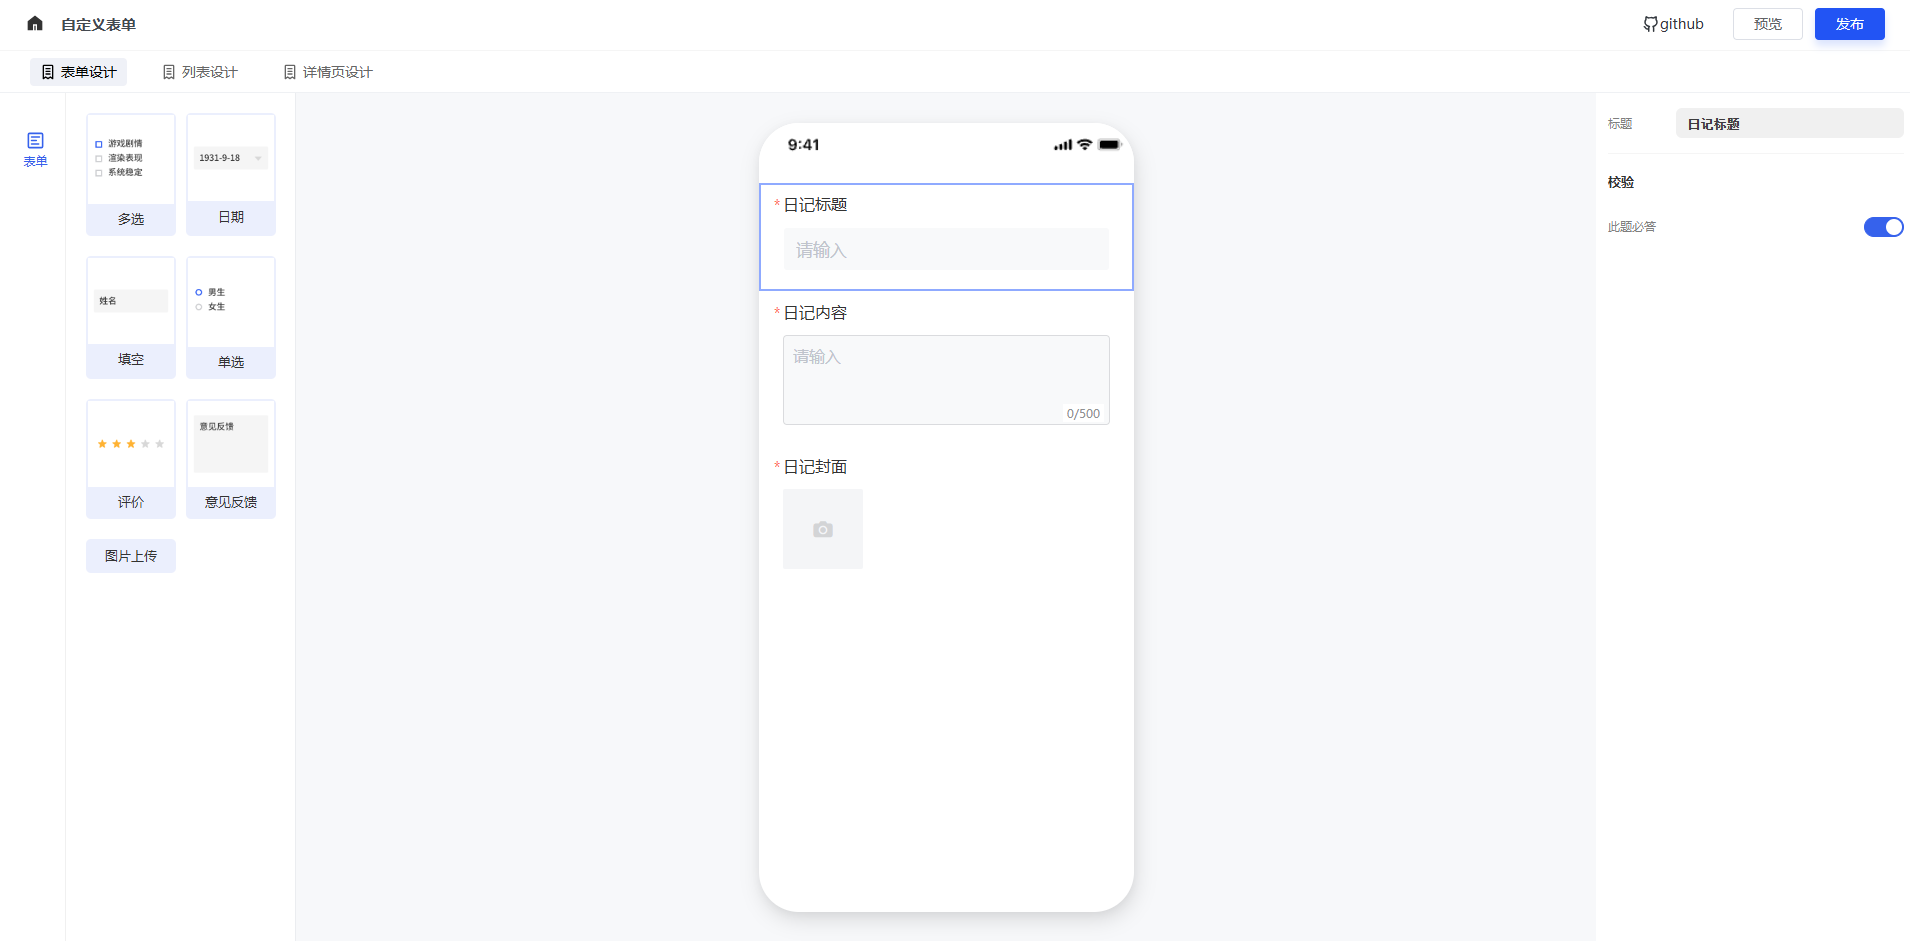 自定义表单
github
预览
发布
表单设计
列表设计
详情页设计
表单
游戏剧情
渲染表现
系统稳定
多选
1931-9-18
日期
姓名
填空
男生
女生
单选
评价
意见反馈
意见反馈
图片上传
9:41
*日记标题
请输入
*日记内容
请输入
0/500
*日记封面
标题
日记标题
校验
此题必答